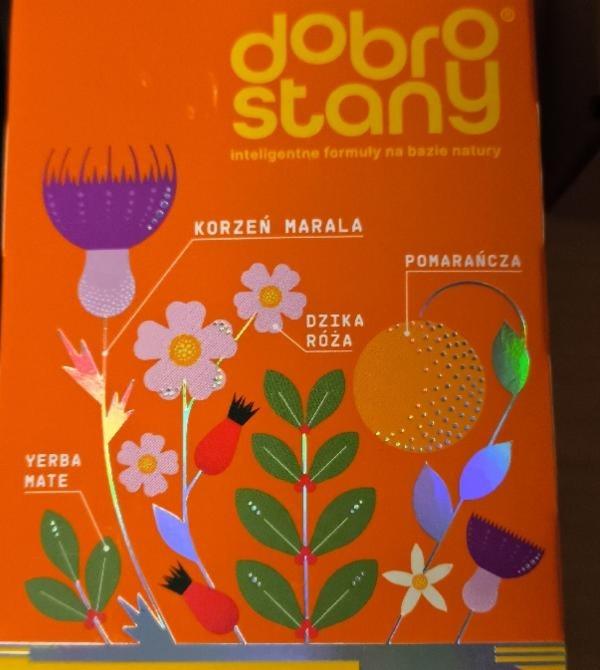 dobro
stany®
inteligentne formuły na bazie natury
KORZEŃ MARALA
POMARAŃCZA
DZIKA
RÓŻA
YERBA
MATE